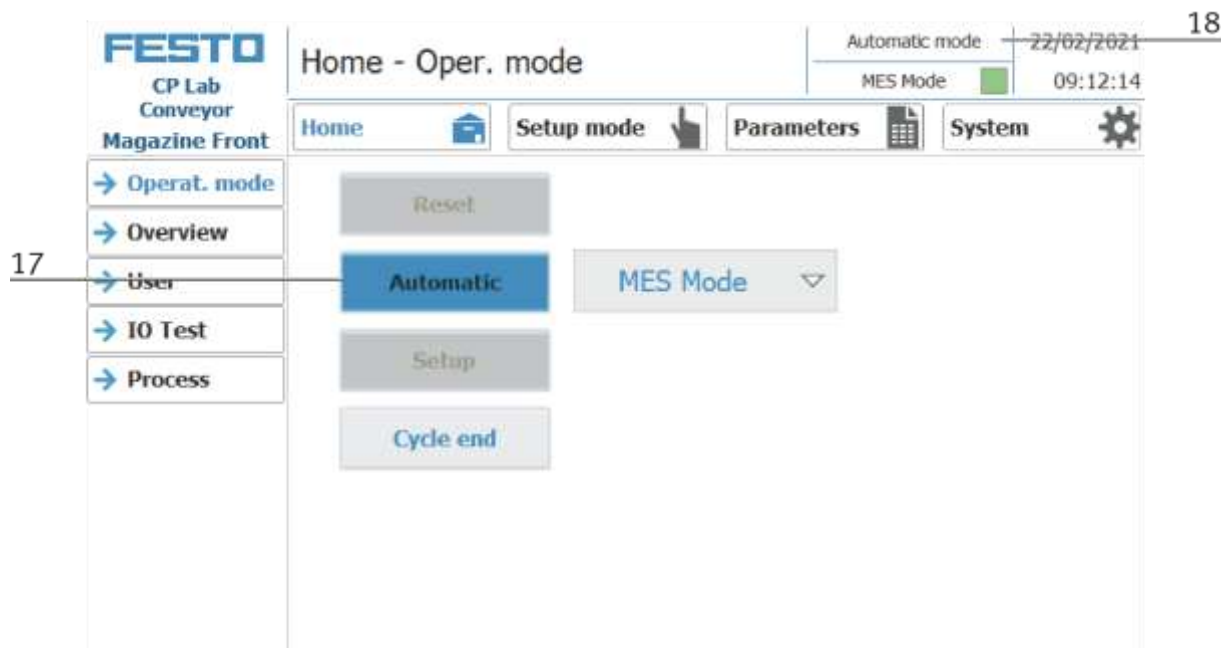 18
FESTO
CP Lab
Conveyor
Magazine Front
Home - Oper. mode
Automatic mode
22/02/2021
MES Mode
09:12:14
Home
Setup mode
Parameters
System
Operat. mode
Overview
User
IO Test
Process
17
Reset
Automatic
MES Mode
Setup
Cycle end